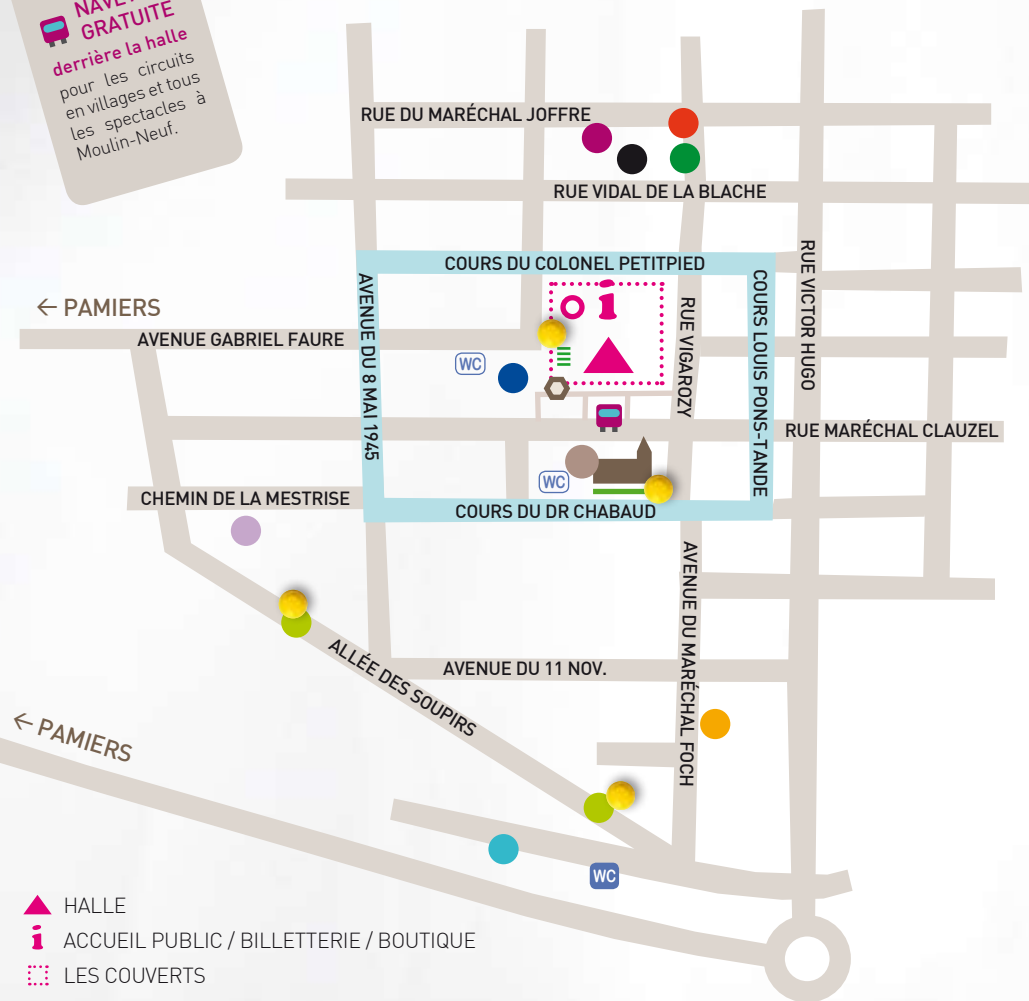 GRATUITE
derrière la halle
pour les circuits
en villages et tous
les spectacles à
Moulin-Neuf.
RUE DU MARÉCHAL JOFFRE
RUE VIDAL DE LA BLACHE
COURS DU COLONEL PETITPIED
← PAMIERS
AVENUE GABRIEL FAURE
AVENUE DU 8 MAI 1945
RUE VIGAROZY
COURS LOUIS PONS-TANDE
RUE VICTOR HUGO
WC
RUE MARÉCHAL CLAUZEL
WC
CHEMIN DE LA MESTRISE
COURS DU DR CHABAUD
AVENUE DU MARÉCHAL FOCH
ALLÉE DES SOUPIRS
AVENUE DU 11 NOV.
← PAMIERS
WC
HALLE
i ACCUEIL PUBLIC / BILLETTERIE / BOUTIQUE
LES COUVERTS